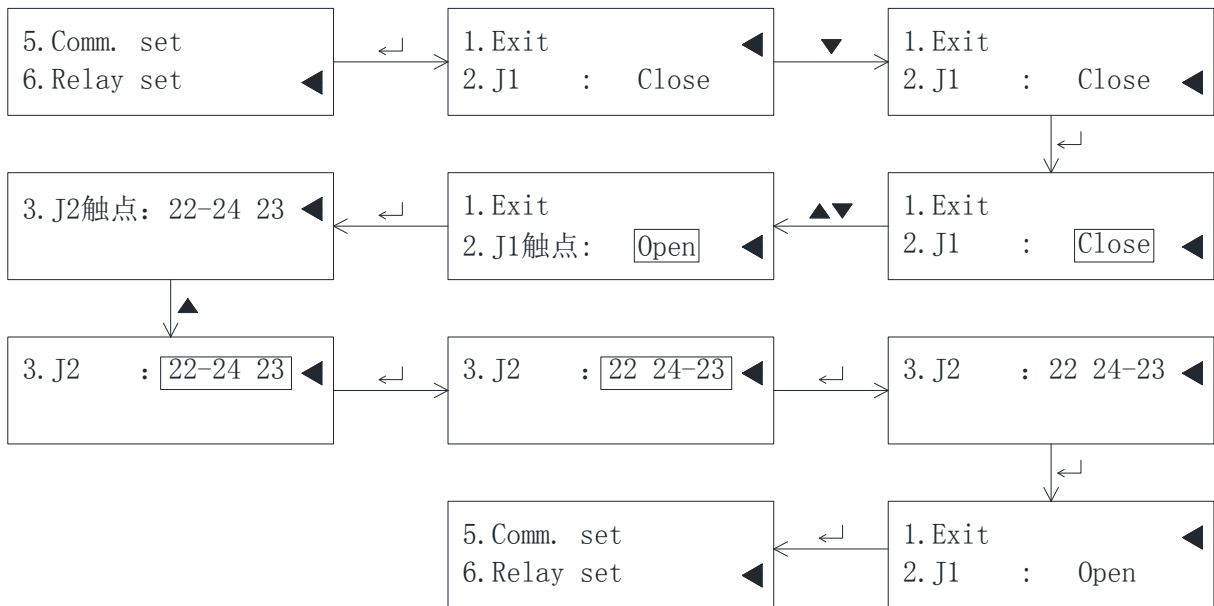 5.Comm. set
6.Relay set ◀
↵
1.Exit ◀
2.J1 : Close
▼
1.Exit
2.J1 : Close ◀
↵
1.Exit
2.J1 : Close ◀
▲▼
1.Exit
2.J1触点: Open ◀
↵
3.J2触点：22-24 23 ◀
▲
3.J2 ：22-24 23 ◀
↵
3.J2 ：22 24-23 ◀
↵
3.J2 ：22 24-23 ◀
↵
1.Exit ◀
2.J1 : Open
↵
5.Comm. set
6.Relay set ◀